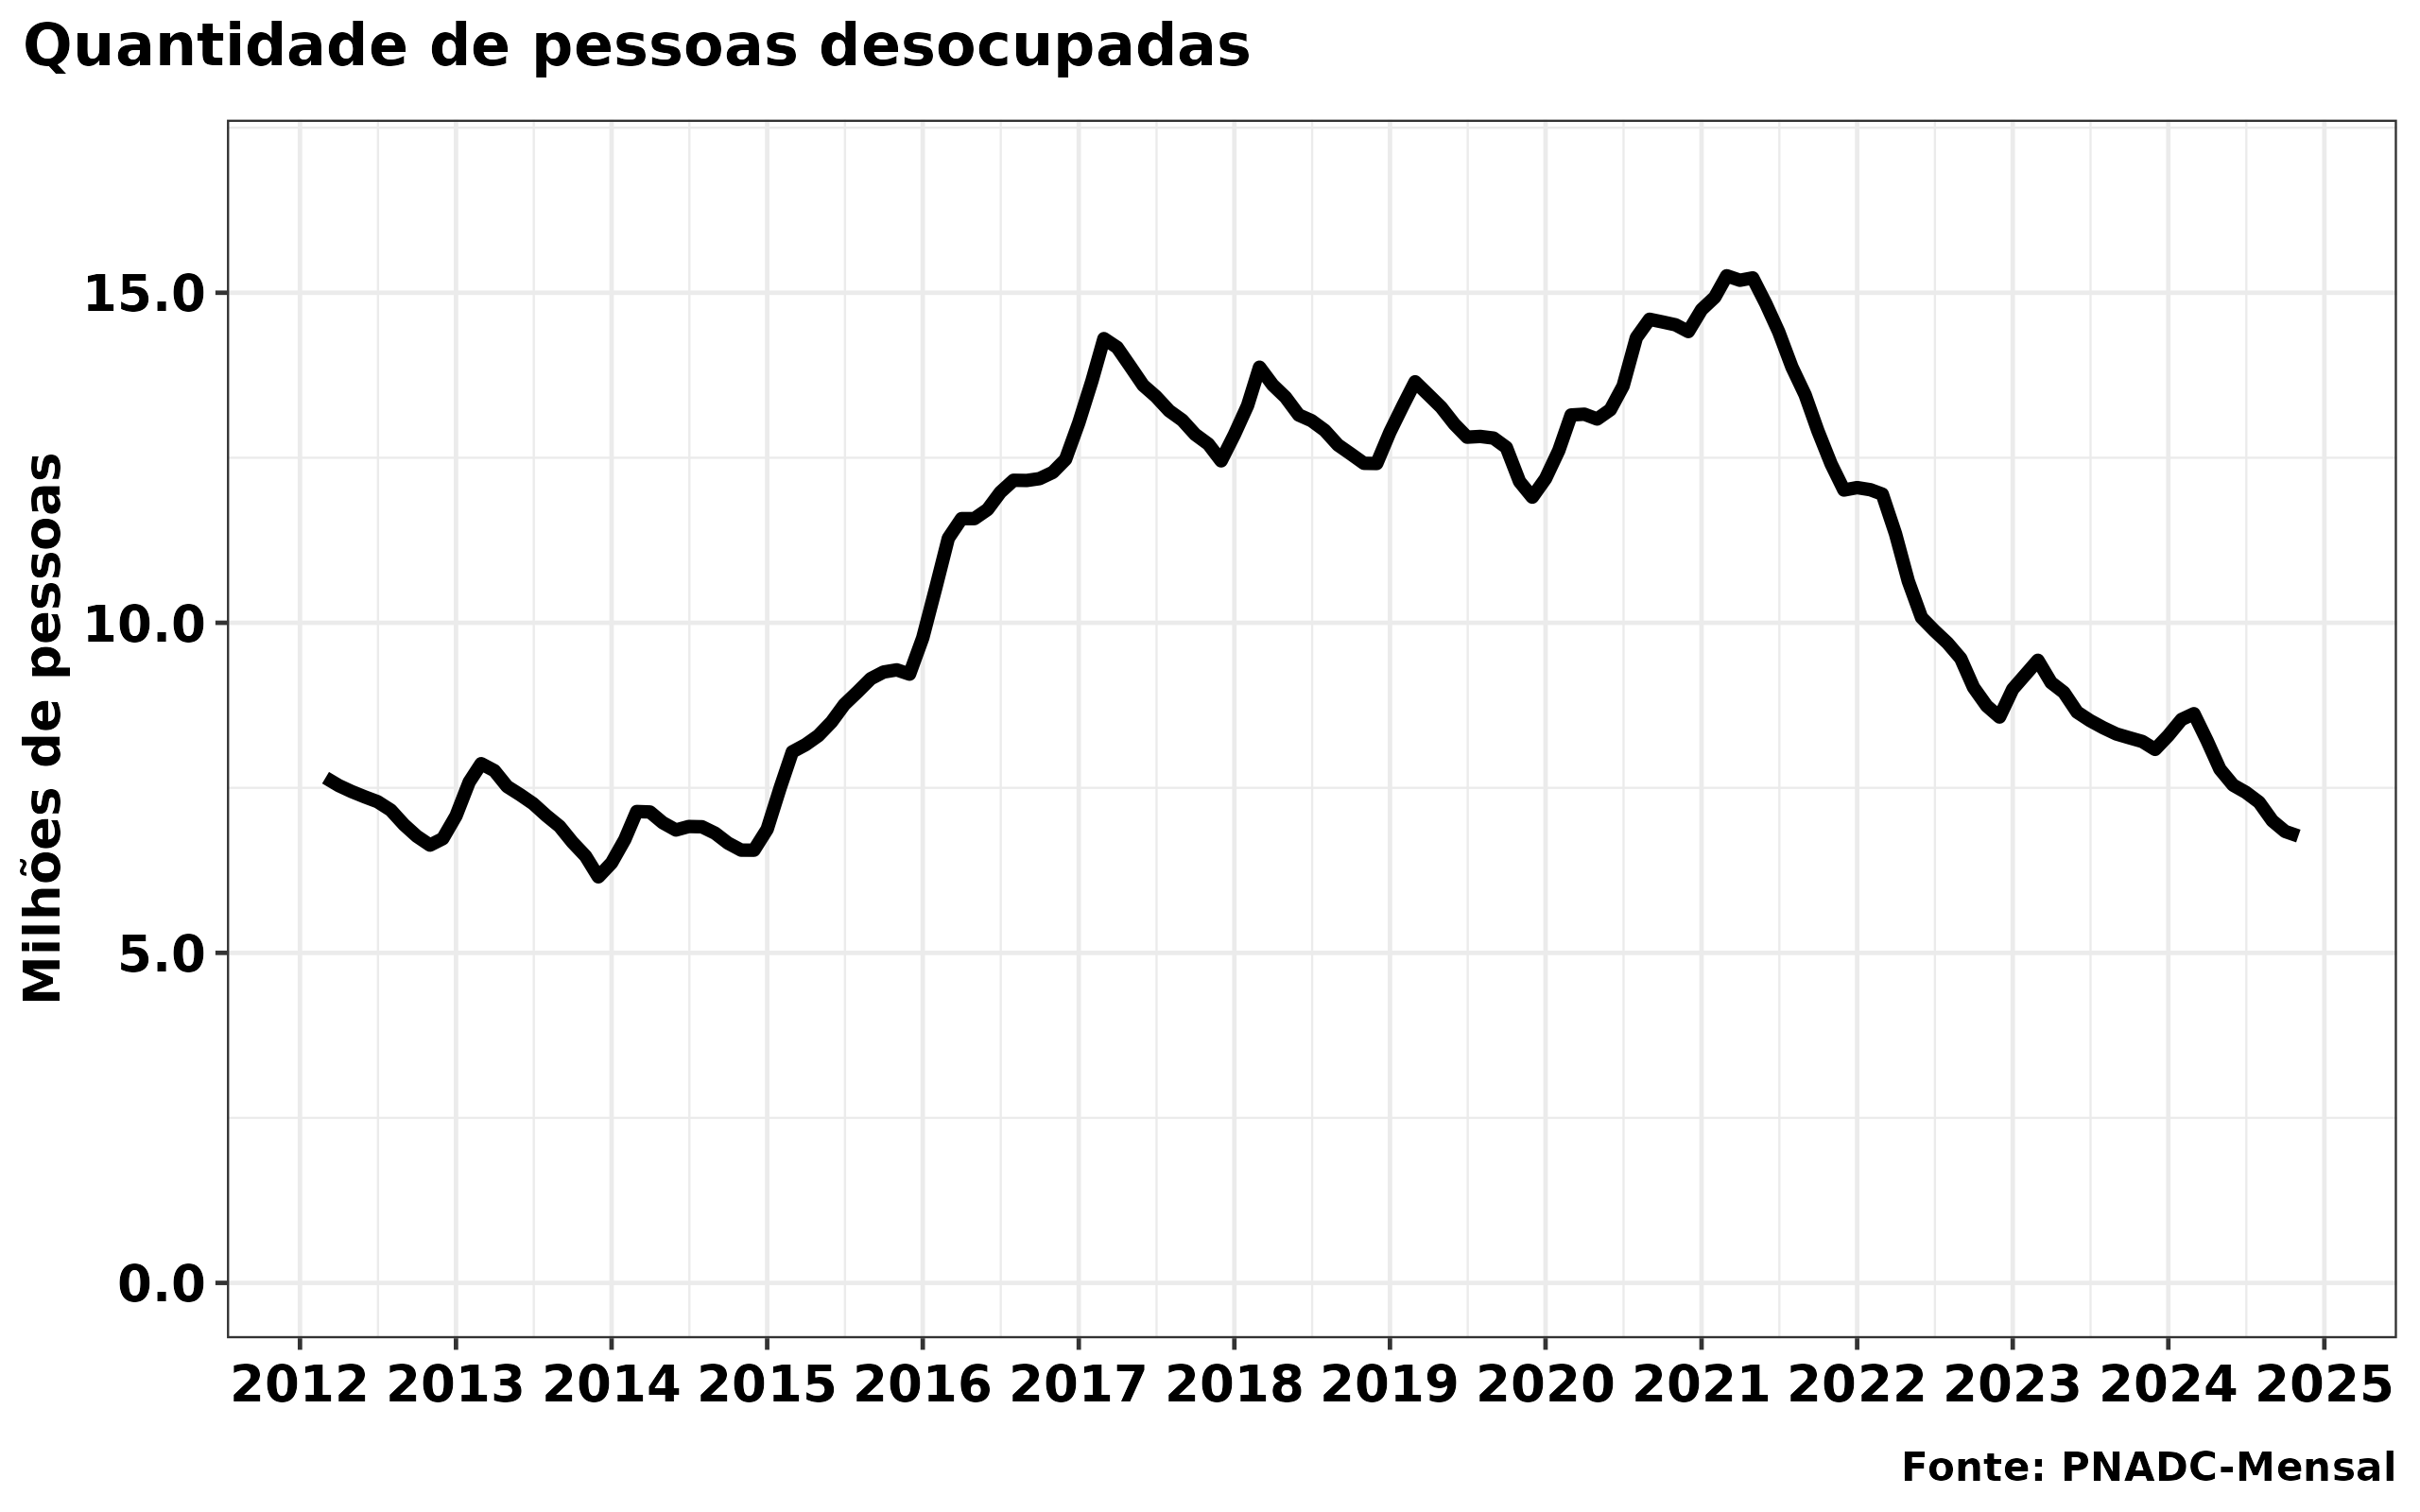 Quantidade de pessoas desocupadas
Milhões de pessoas
15.0
10.0
5.0
0.0
2012 2013 2014 2015 2016 2017 2018 2019 2020 2021 2022 2023 2024 2025
Fonte: PNADC-Mensal